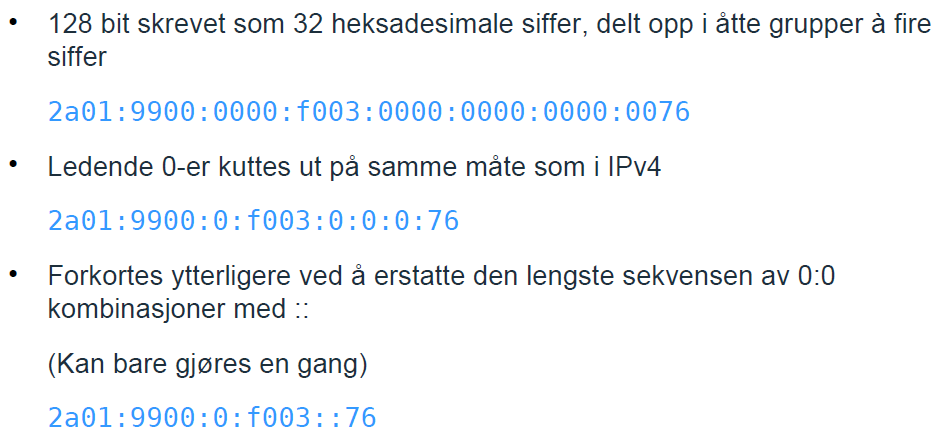 • 128 bit skrevet som 32 heksadesimale siffer, delt opp i åtte grupper à fire
siffer
2a01:9900:0000:f003:0000:0000:0000:0076
• Ledende 0-er kuttes ut på samme måte som i IPv4
2a01:9900:0:f003:0:0:0:76
• Forkortes ytterligere ved å erstatte den lengste sekvensen av 0:0
kombinasjoner med ::
(Kan bare gjøres en gang)
2a01:9900:0:f003::76